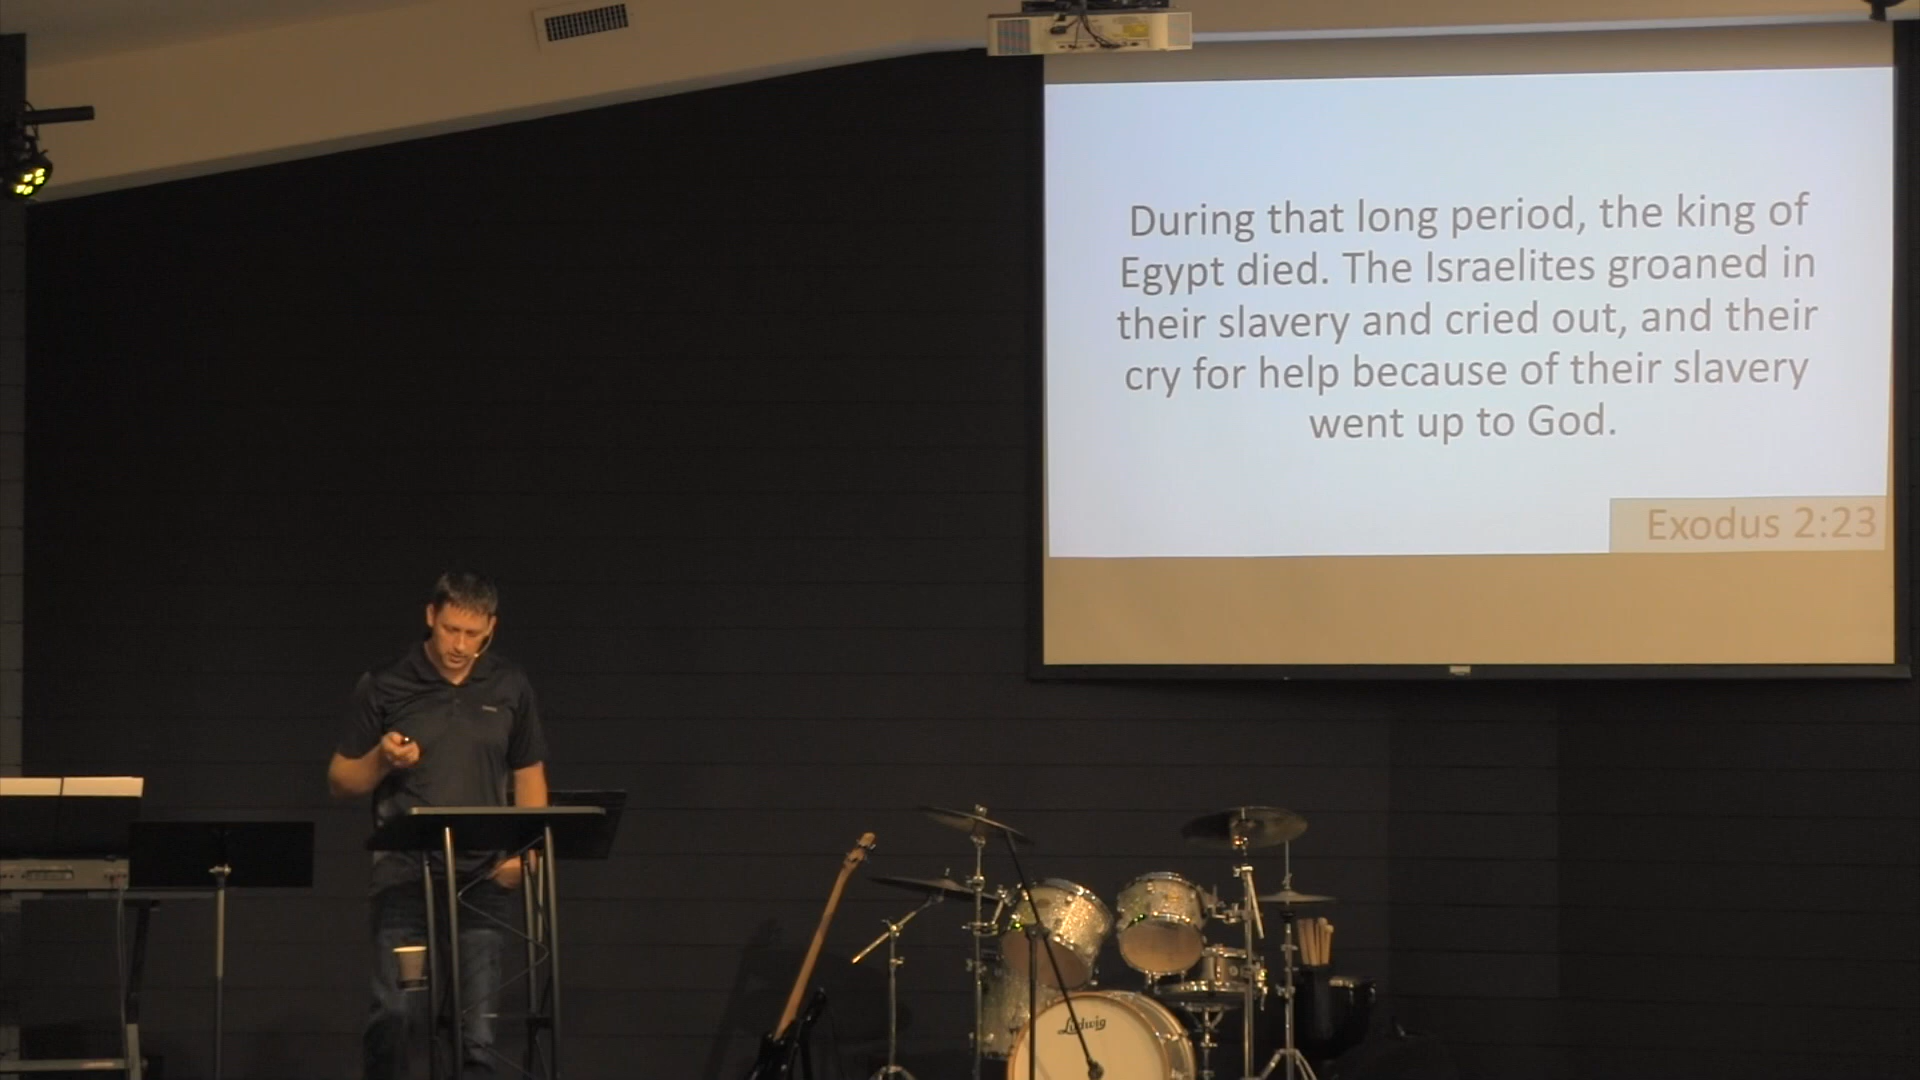 During that long period, the king of
Egypt died. The Israelites groaned in
their slavery and cried out, and their
cry for help because of their slavery
went up to God.
Exodus 2:23
Ludwig